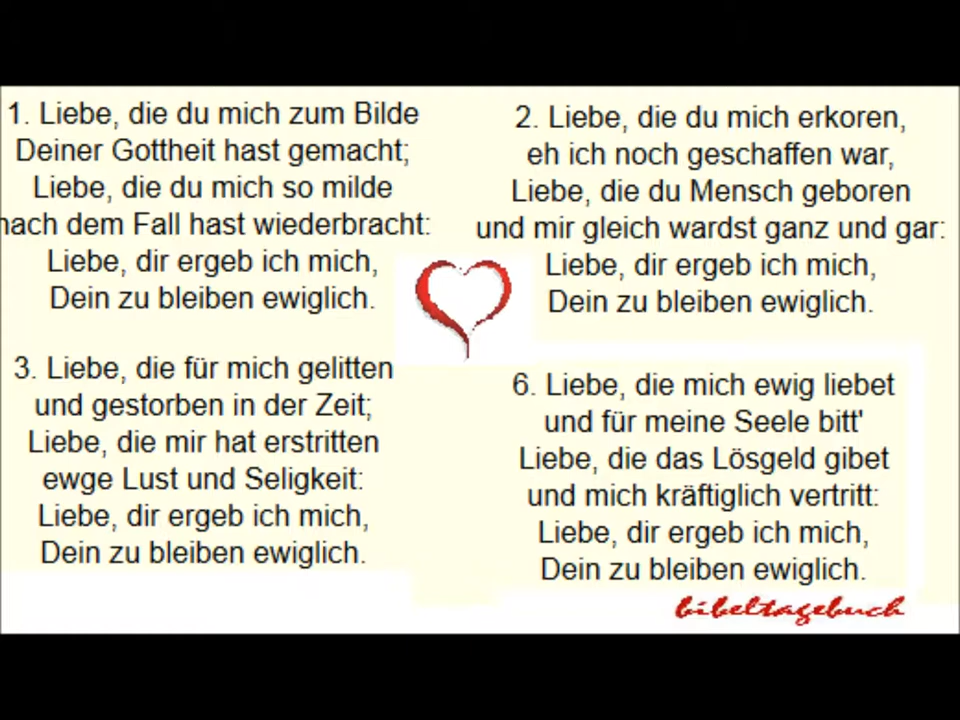 1. Liebe, die du mich zum Bilde
Deiner Gottheit hast gemacht;
Liebe, die du mich so milde
nach dem Fall hast wiederbracht:
Liebe, dir ergeb ich mich,
Dein zu bleiben ewiglich.
2. Liebe, die du mich erkoren,
eh ich noch geschaffen war,
Liebe, die du Mensch geboren
und mir gleich wardst ganz und gar:
Liebe, dir ergeb ich mich,
Dein zu bleiben ewiglich.
3. Liebe, die für mich gelitten
und gestorben in der Zeit;
Liebe, die mir hat erstritten
ewge Lust und Seligkeit:
Liebe, dir ergeb ich mich,
Dein zu bleiben ewiglich.
6. Liebe, die mich ewig liebet
und für meine Seele bitt'
Liebe, die das Lösgeld gibet
und mich kräftiglich vertritt:
Liebe, dir ergeb ich mich,
Dein zu bleiben ewiglich.
bibeltagebuch